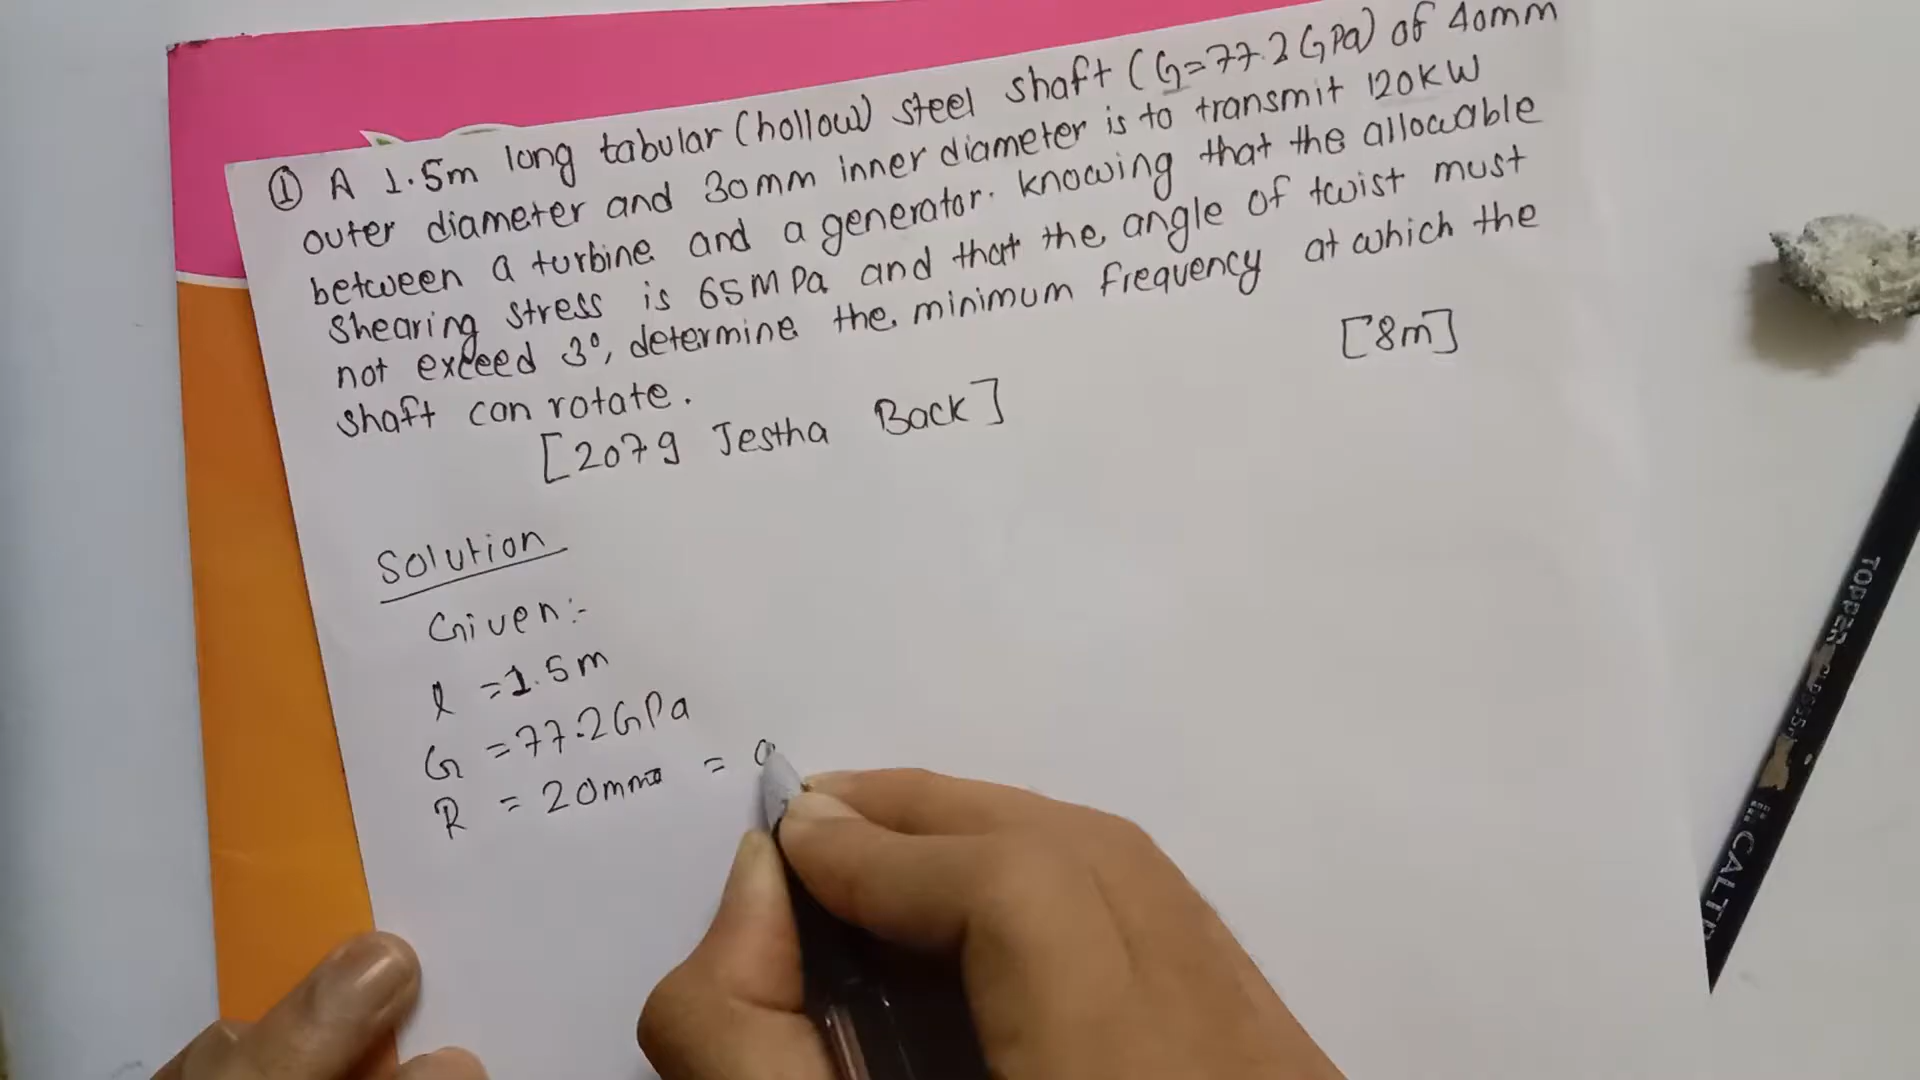 ① A 1.5m long tabular (hollow) steel shaft (G=77.2GPa) of 40mm
outer diameter and 30mm inner diameter is to transmit 120KW
between a turbine and a generator. Knowing that the allowable
shearing stress is 65MPa and that the angle of twist must
not exceed 3°, determine the minimum frequency at which the
shaft can rotate.
[8m]
[2079 Jestha Back]
Solution
Given:-
l =1.5m
G =77.2GPa
R = 20mm = 0
TOPPER
CALT